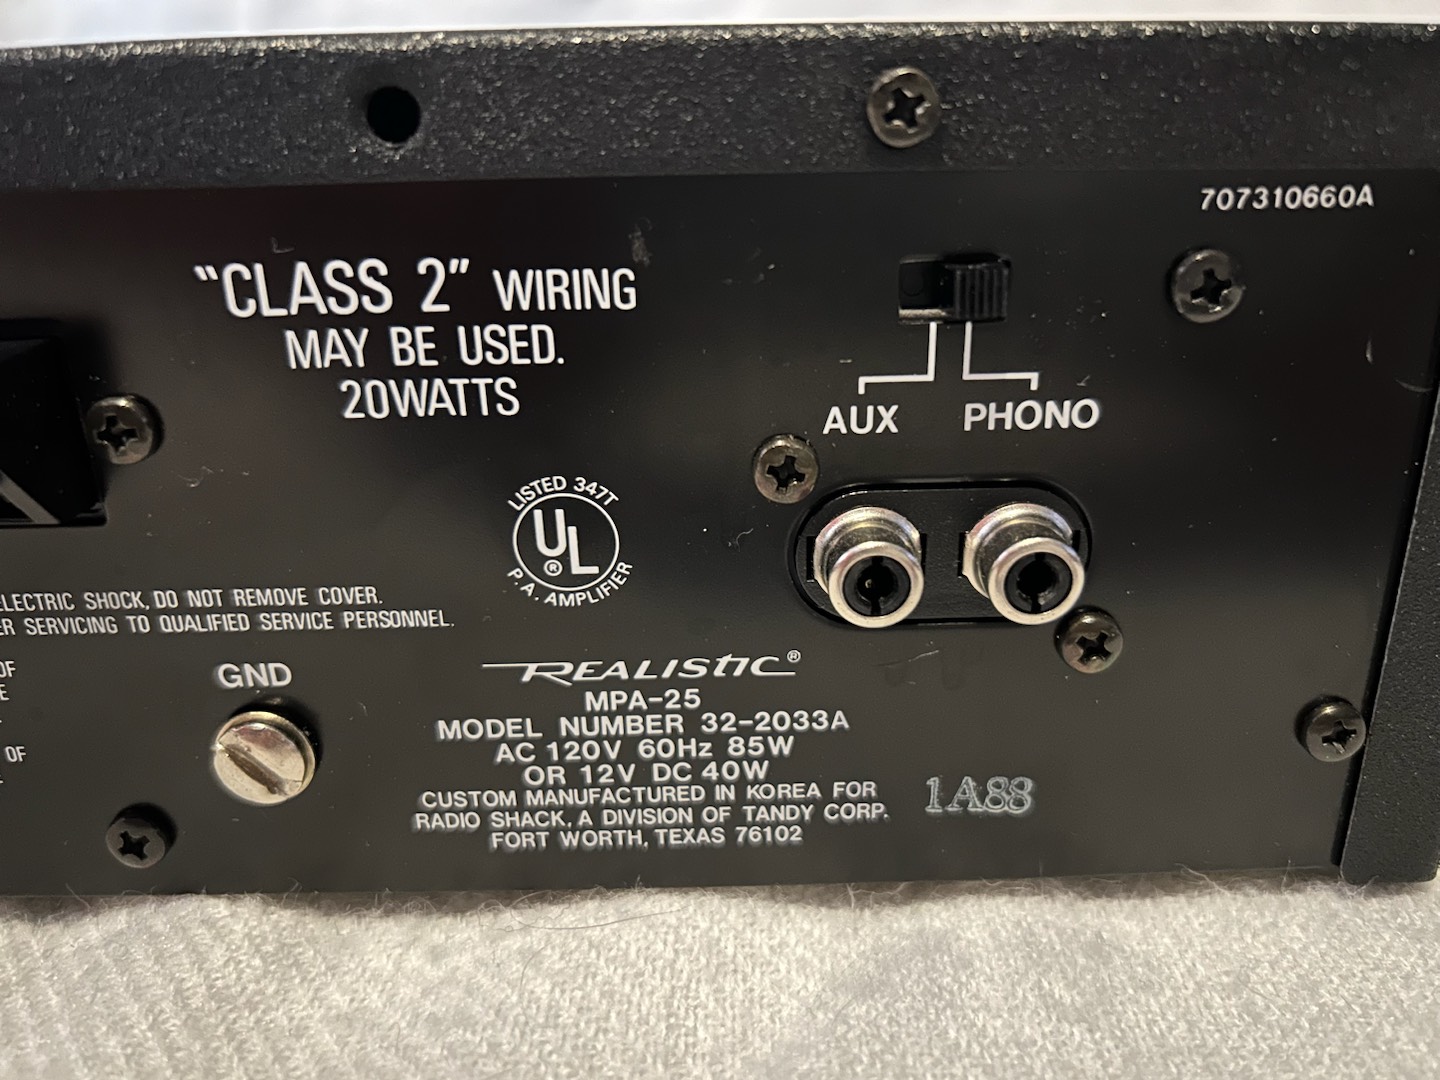 707310660A
"CLASS 2" WIRING
MAY BE USED.
20WATTS
AUX PHONO
LISTED 347T
UL®
P.A. AMPLIFIER
ELECTRIC SHOCK, DO NOT REMOVE COVER.
ER SERVICING TO QUALIFIED SERVICE PERSONNEL.
OF
E
OF
GND
REALISTIC®
MPA-25
MODEL NUMBER 32-2033A
AC 120V 60Hz 85W
OR 12V DC 40W
CUSTOM MANUFACTURED IN KOREA FOR
RADIO SHACK, A DIVISION OF TANDY CORP.
FORT WORTH, TEXAS 76102
1A88